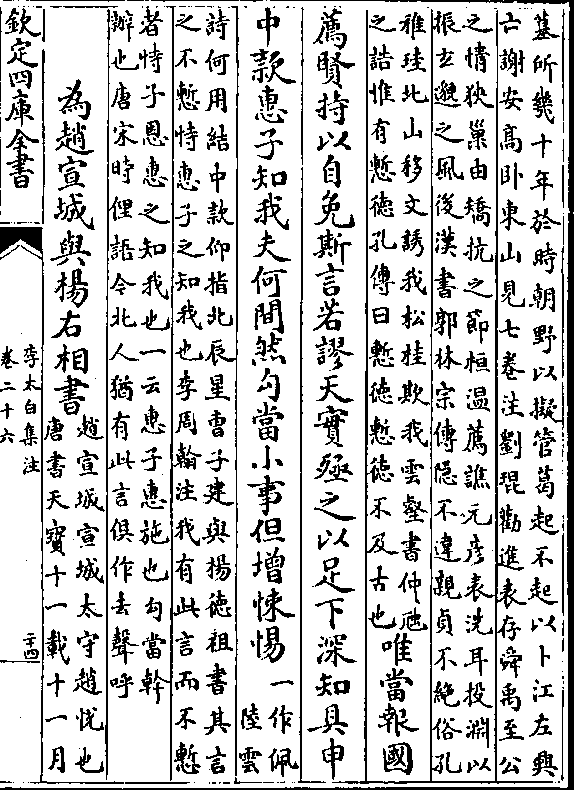 墓所幾十年於時朝野以擬管葛起不起以卜江左興
亡謝安高卧東山見七卷注劉琨勸進表存舜禹至公
之情狹巢由矯抗之節桓温薦譙元彦表洗耳投淵以
振玄邈之風後漢書郭林宗傳隠不違親貞不絶俗孔
稚珪北山移文誘我松桂欺我雲壑書仲虺
之誥惟有慙徳孔傳曰慙徳慙徳不及古也
唯當報國
薦賢持以自免斯言若謬天實殛之以足下深知具申
中款惠子知我夫何間然勾當小事但增悚惕
一作佩
陸雲
詩何用結中款仰指北辰星曹子建與楊徳祖書其言
之不慙恃惠子之知我也李周翰注我有此言而不慙
者恃子恩惠之知我也一云惠子惠施也勾當幹
辦也唐宋時俚語今北人猶有此言俱作去聲呼
為趙宣城與楊右相書
趙宣城宣城太守趙悦也
唐書天寶十一載十一月
欽定四庫全書
李太白集注
卷二十六
二十四